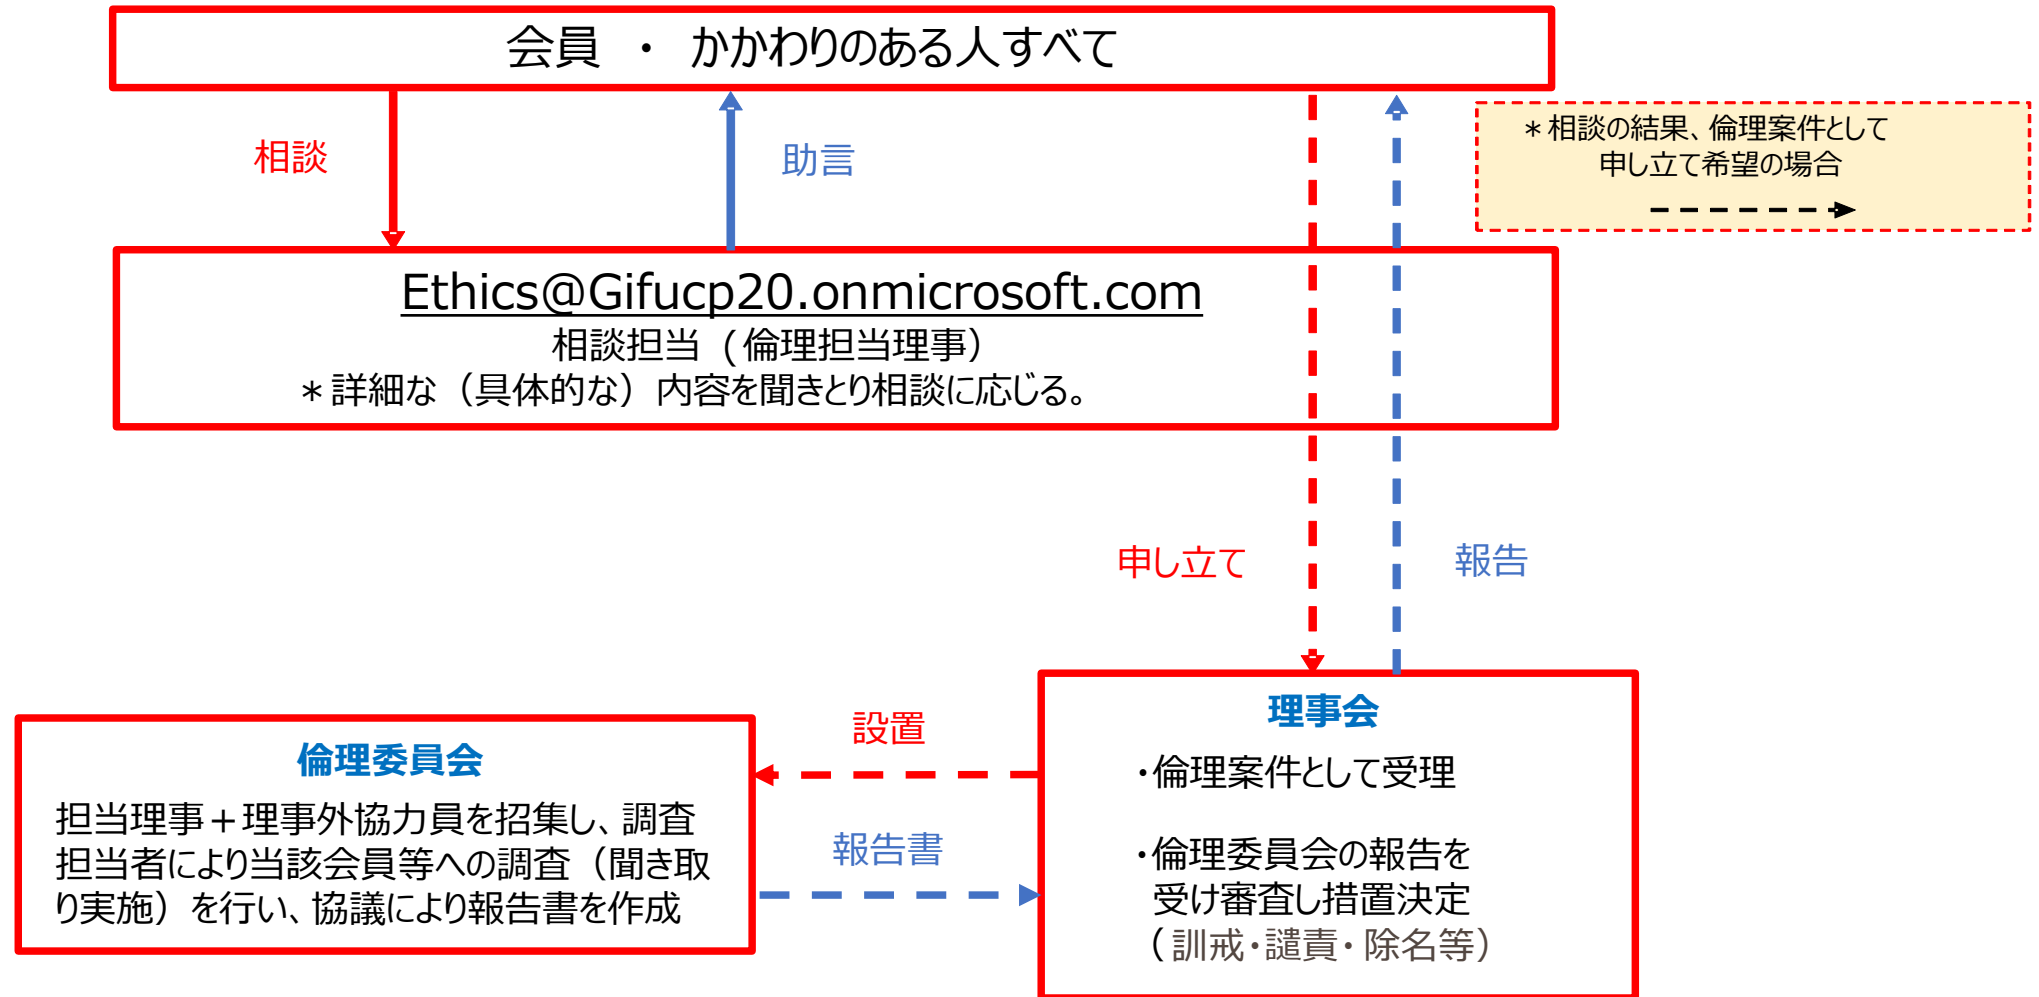 会員 ・ かかわりのある人すべて
相談
助言
＊相談の結果、倫理案件として
申し立て希望の場合
Ethics@Gifucp20.onmicrosoft.com
相談担当（倫理担当理事）
＊詳細な（具体的な）内容を聞きとり相談に応じる。
申し立て
報告
理事会
・倫理案件として受理
・倫理委員会の報告を
受け審査し措置決定
（訓戒・譴責・除名等）
設置
報告書
倫理委員会
担当理事＋理事外協力員を招集し、調査
担当者により当該会員等への調査（聞き取
り実施）を行い、協議により報告書を作成